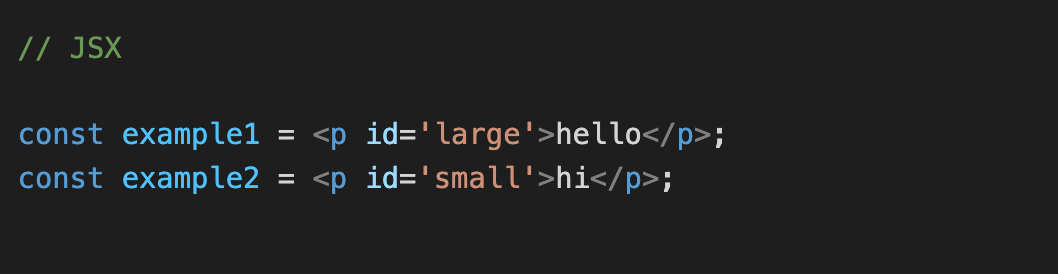 // JSX
const example1 = <p id='large'>hello</p>;
const example2 = <p id='small'>hi</p>;